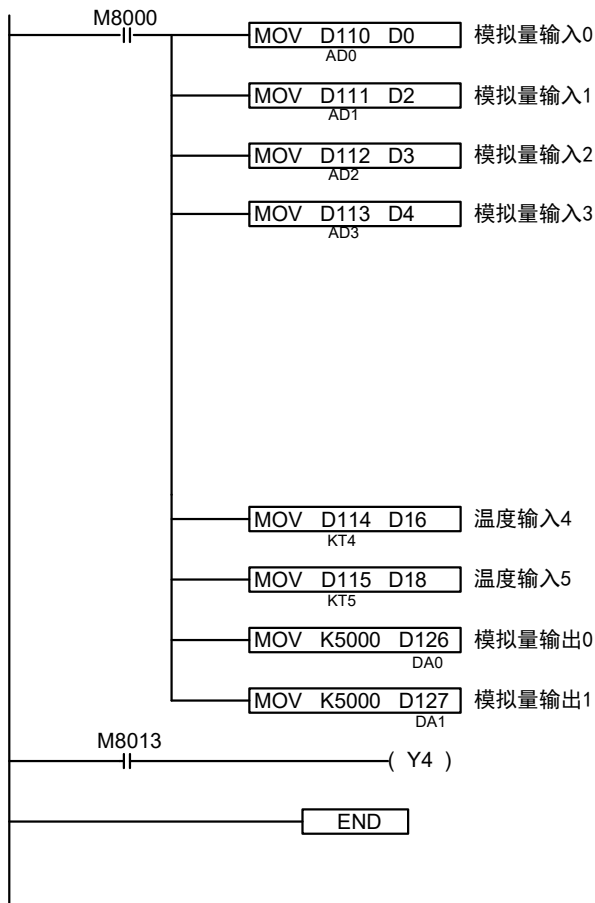 M8000
MOV D110 D0 模拟量输入0
AD0
MOV D111 D2 模拟量输入1
AD1
MOV D112 D3 模拟量输入2
AD2
MOV D113 D4 模拟量输入3
AD3
MOV D114 D16 温度输入4
KT4
MOV D115 D18 温度输入5
KT5
MOV K5000 D126 模拟量输出0
DA0
MOV K5000 D127 模拟量输出1
DA1
M8013
( Y4 )
END